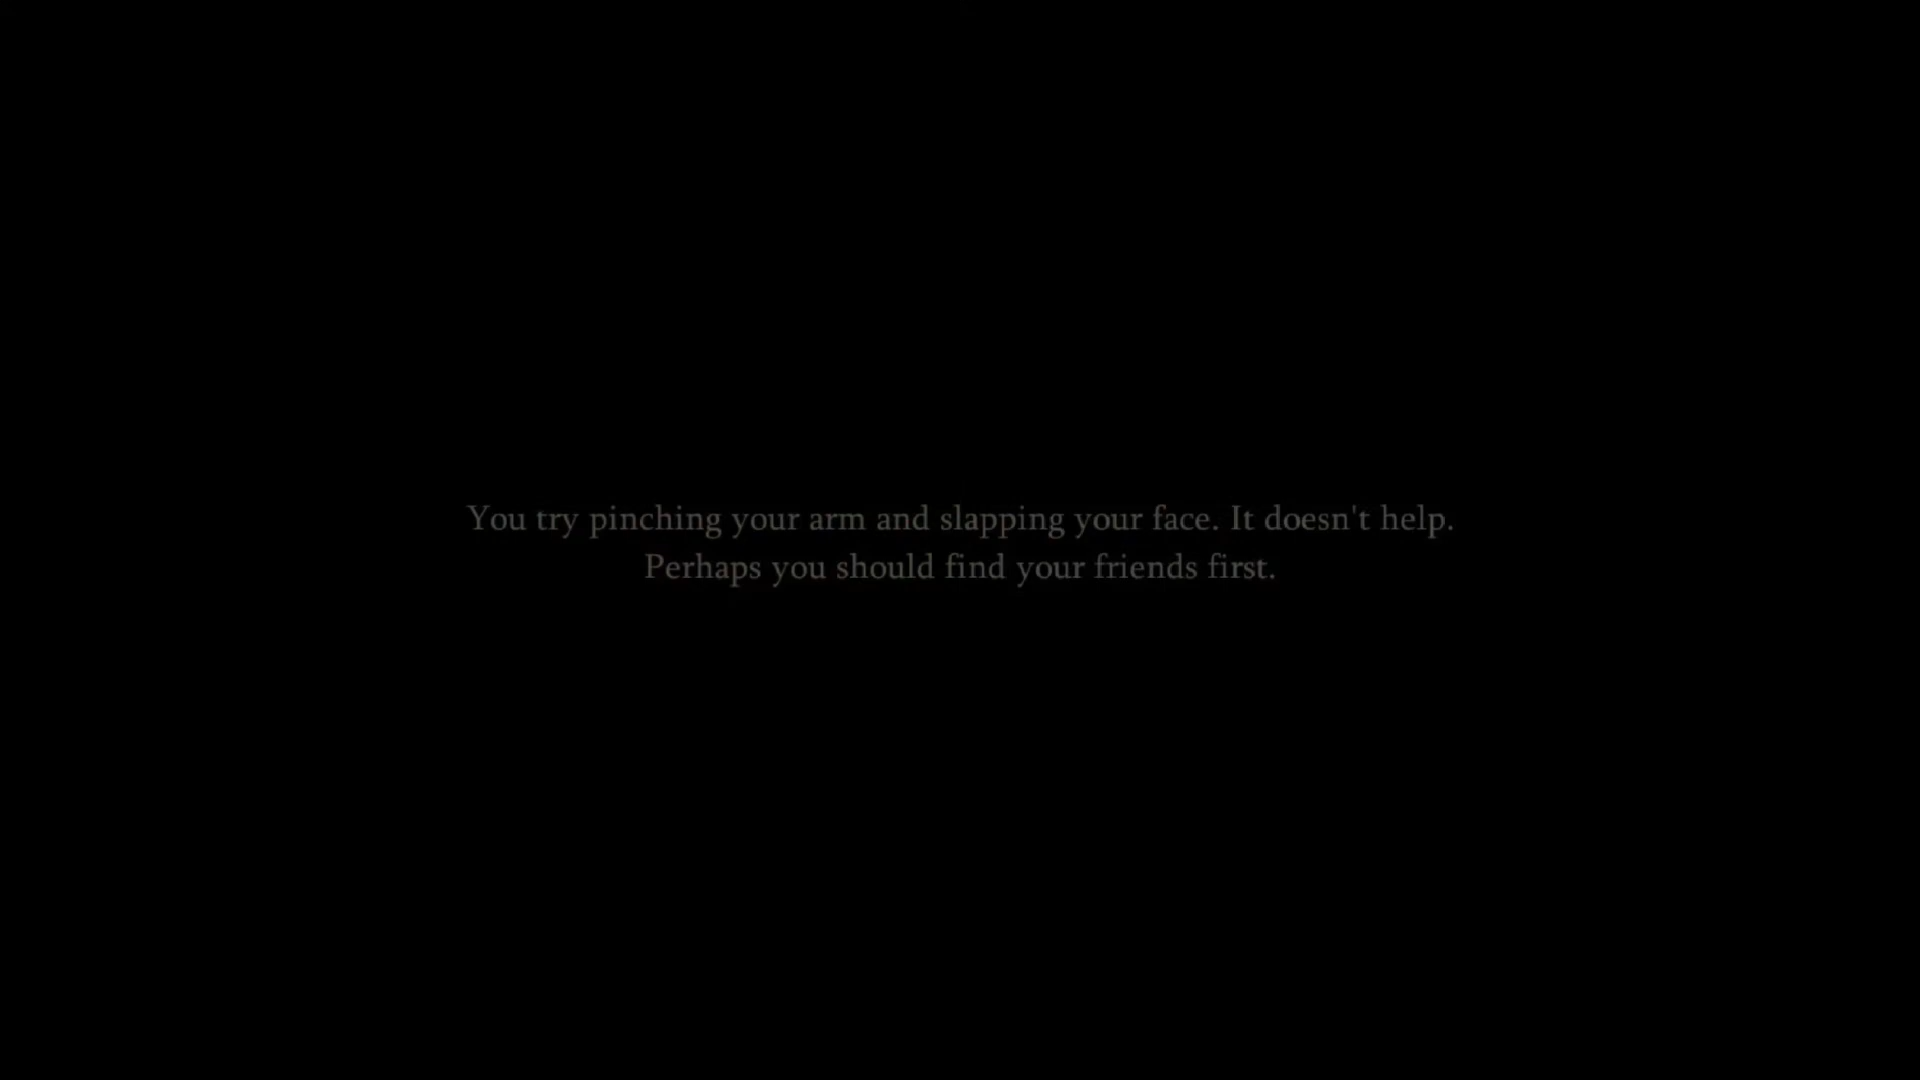 You try pinching your arm and slapping your face. It doesn't help.
Perhaps you should find your friends first.